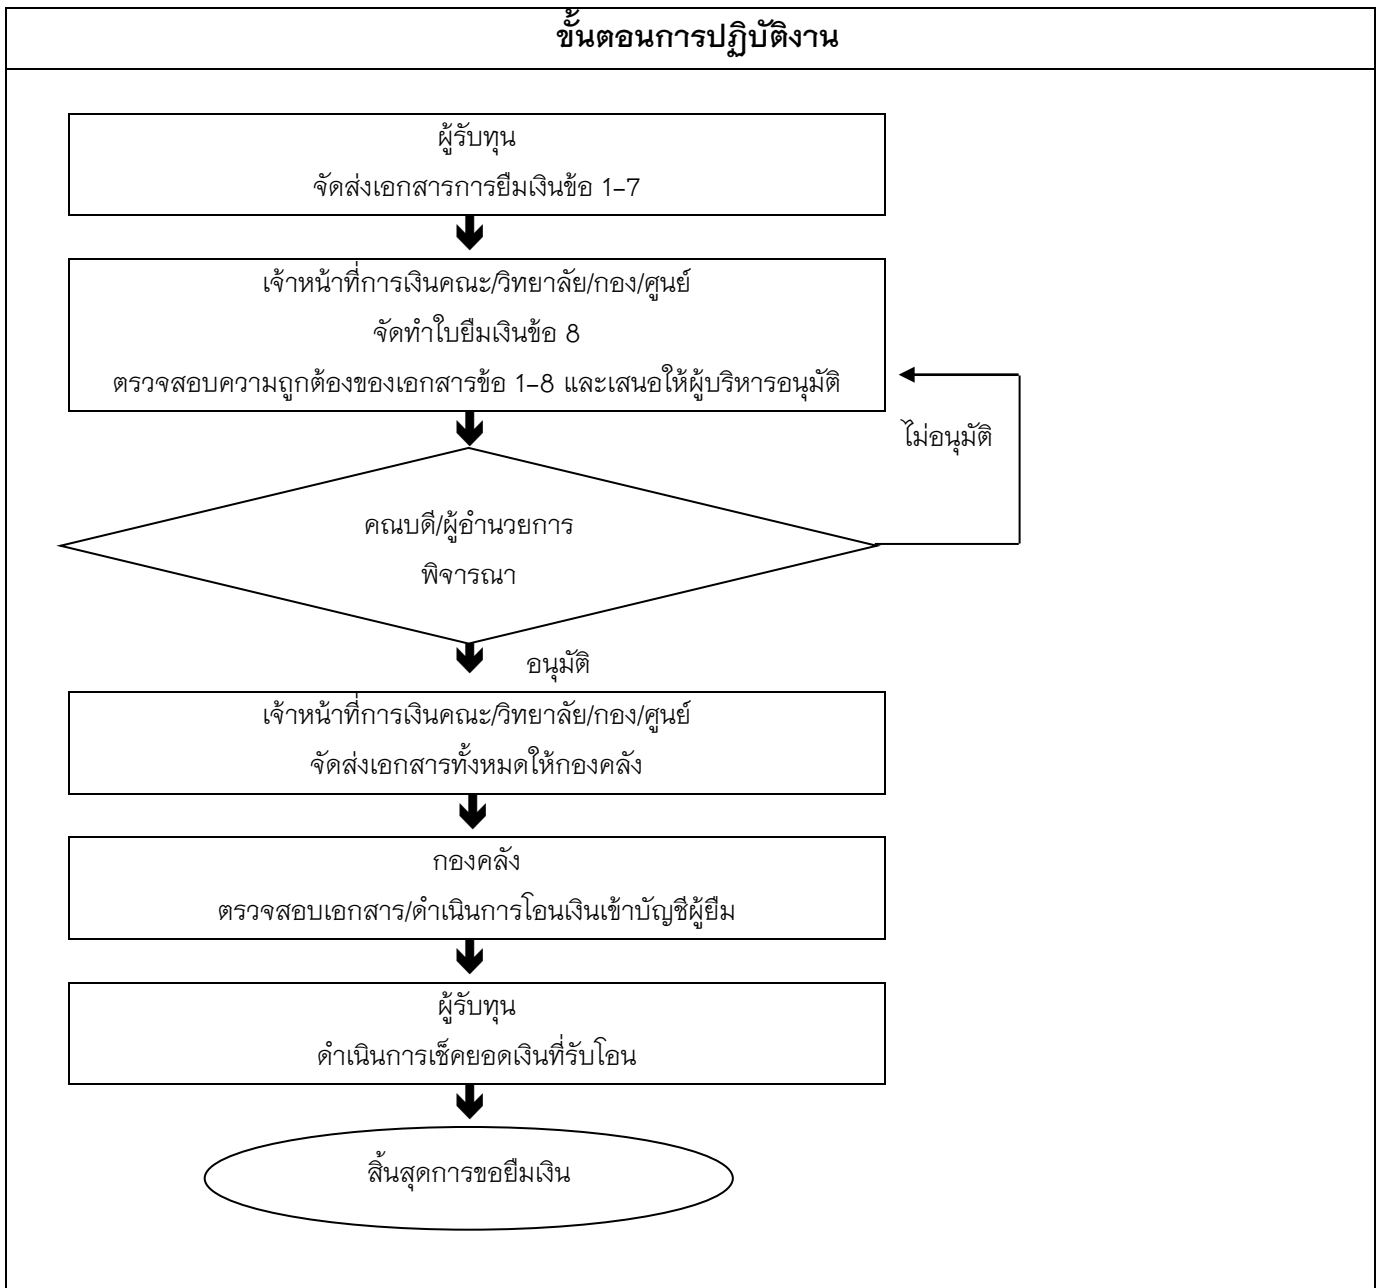 ขั้นตอนการปฏิบัติงาน
ผู้รับทุน
จัดส่งเอกสารการยืมเงินข้อ 1-7
เจ้าหน้าที่การเงินคณะ/วิทยาลัย/กอง/ศูนย์
จัดทำใบยืมเงินข้อ 8
ตรวจสอบความถูกต้องของเอกสารข้อ 1-8 และเสนอให้ผู้บริหารอนุมัติ
ไม่อนุมัติ
คณบดี/ผู้อำนวยการ
พิจารณา
อนุมัติ
เจ้าหน้าที่การเงินคณะ/วิทยาลัย/กอง/ศูนย์
จัดส่งเอกสารทั้งหมดให้กองคลัง
กองคลัง
ตรวจสอบเอกสาร/ดำเนินการโอนเงินเข้าบัญชีผู้ยืม
ผู้รับทุน
ดำเนินการเช็คยอดเงินที่รับโอน
สิ้นสุดการขอยืมเงิน